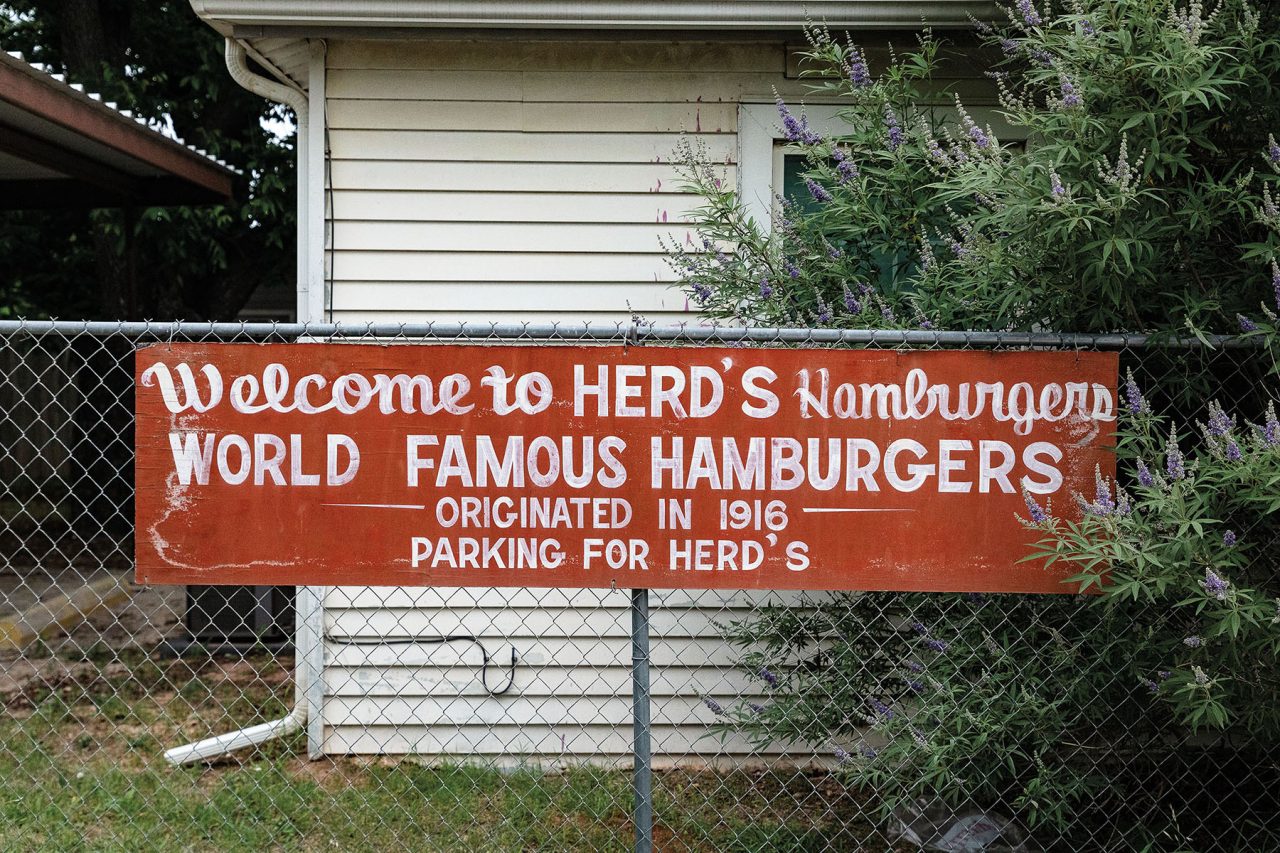 Welcome to HERD'S Hamburgers
WORLD FAMOUS HAMBURGERS
ORIGINATED IN 1916
PARKING FOR HERD'S